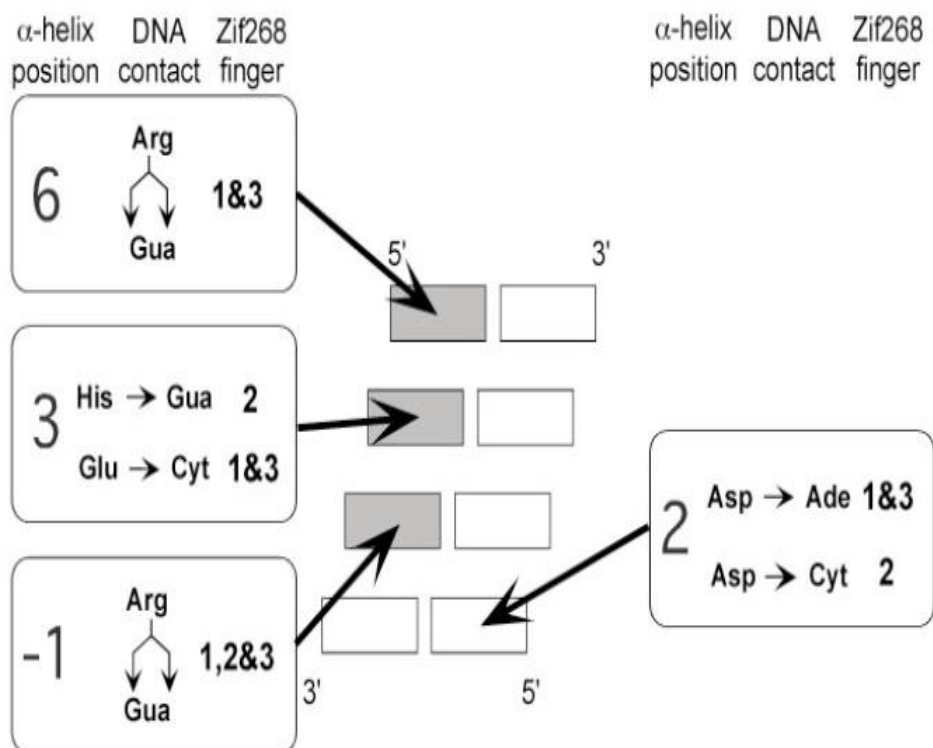 α-helix position DNA contact Zif268 finger
6 Arg Gua 1&3
3 His → Gua 2
Glu → Cyt 1&3
-1 Arg Gua 1,2&3
5' 3'
3' 5'
α-helix position DNA contact Zif268 finger
2 Asp → Ade 1&3
Asp → Cyt 2